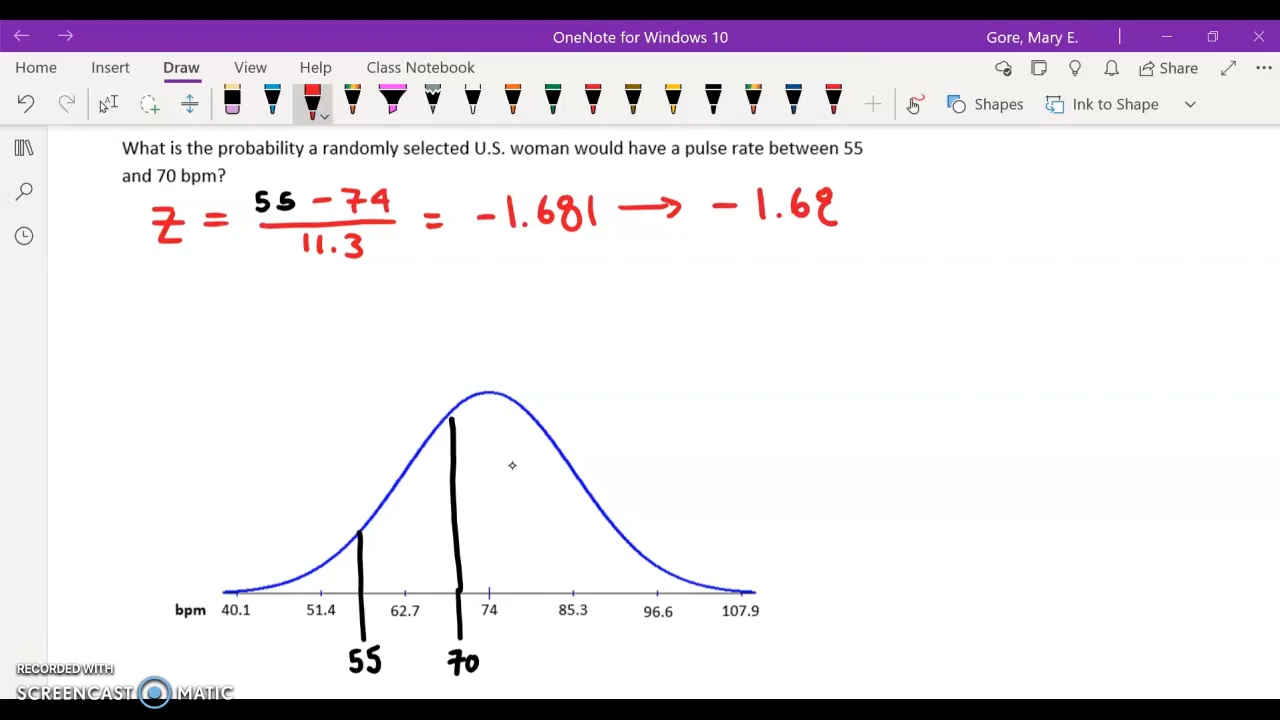 OneNote for Windows 10
Gore, Mary E.
Home Insert Draw View Help Class Notebook Share
Shapes Ink to Shape
What is the probability a randomly selected U.S. woman would have a pulse rate between 55
and 70 bpm?
Z = 55 - 74 / 11.3 = -1.681 → -1.68
bpm 40.1 51.4 62.7 74 85.3 96.6 107.9
55 70
RECORDED WITH
SCREENCAST MATIC